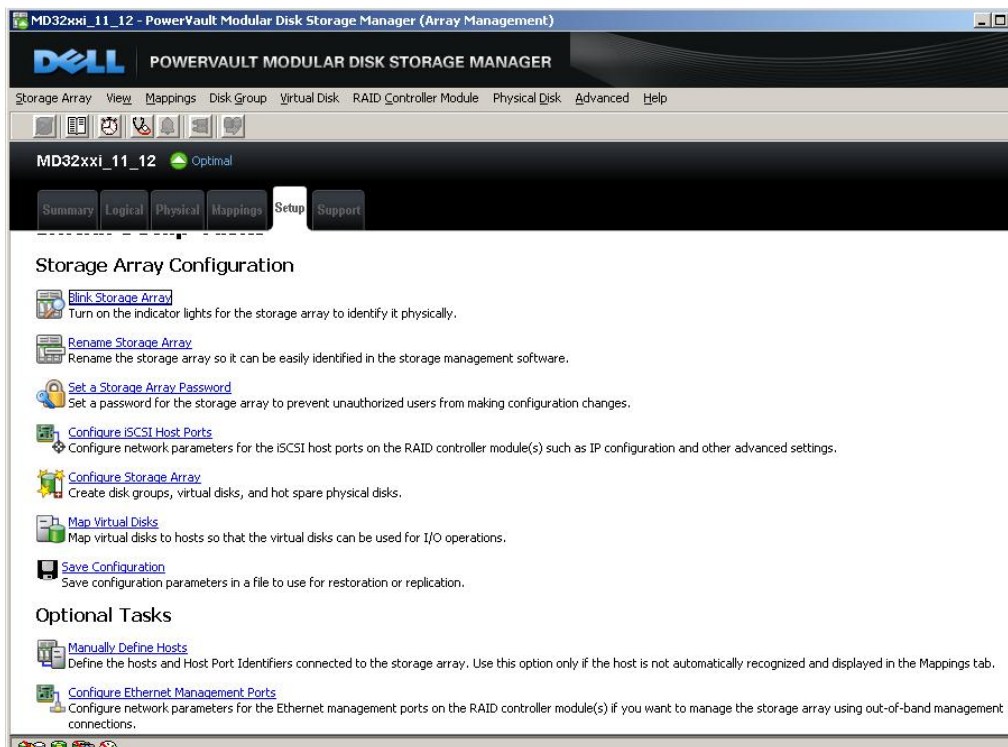 MD32xxi_11_12 - PowerVault Modular Disk Storage Manager (Array Management)
DELL POWERVAULT MODULAR DISK STORAGE MANAGER
Storage Array View Mappings Disk Group Virtual Disk RAID Controller Module Physical Disk Advanced Help
MD32xxi_11_12 Optimal
Summary Logical Physical Mappings Setup Support
Storage Array Configuration
Blink Storage Array
Turn on the indicator lights for the storage array to identify it physically.
Rename Storage Array
Rename the storage array so it can be easily identified in the storage management software.
Set a Storage Array Password
Set a password for the storage array to prevent unauthorized users from making configuration changes.
Configure iSCSI Host Ports
Configure network parameters for the iSCSI host ports on the RAID controller module(s) such as IP configuration and other advanced settings.
Configure Storage Array
Create disk groups, virtual disks, and hot spare physical disks.
Map Virtual Disks
Map virtual disks to hosts so that the virtual disks can be used for I/O operations.
Save Configuration
Save configuration parameters in a file to use for restoration or replication.
Optional Tasks
Manually Define Hosts
Define the hosts and Host Port Identifiers connected to the storage array. Use this option only if the host is not automatically recognized and displayed in the Mappings tab.
Configure Ethernet Management Ports
Configure network parameters for the Ethernet management ports on the RAID controller module(s) if you want to manage the storage array using out-of-band management
connections.